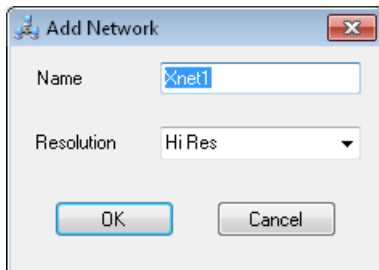 Add Network
Name
Xnet1
Resolution
Hi Res
OK
Cancel